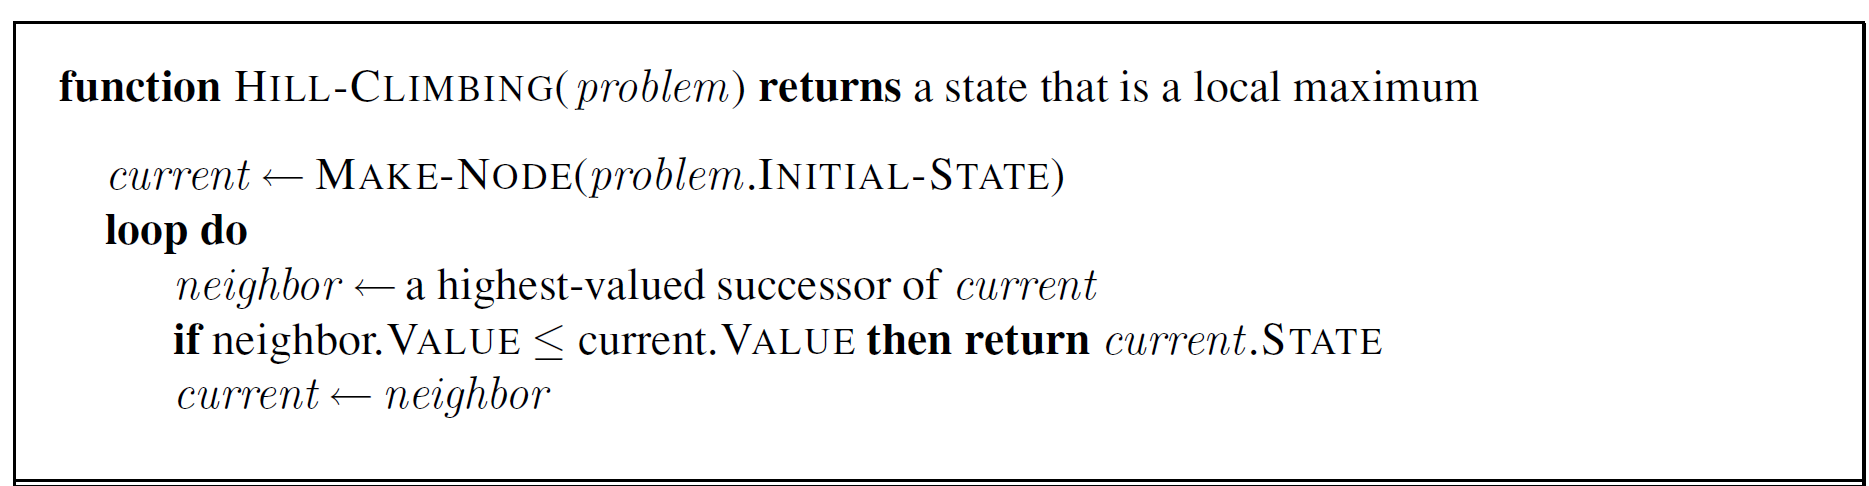 function HILL-CLIMBING(problem) returns a state that is a local maximum
current ← MAKE-NODE(problem.INITIAL-STATE)
loop do
neighbor ← a highest-valued successor of current
if neighbor.VALUE ≤ current.VALUE then return current.STATE
current ← neighbor